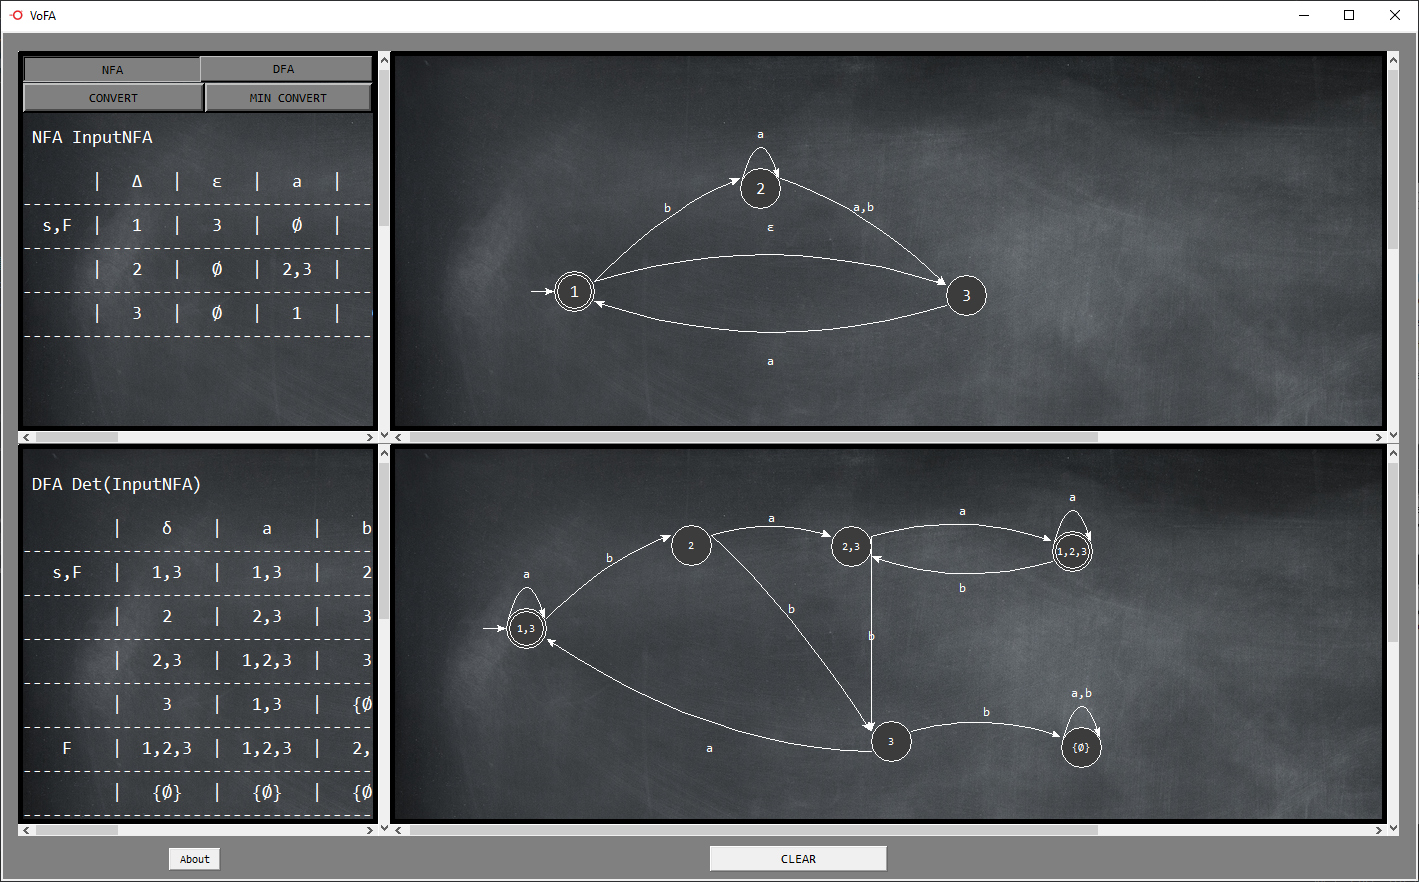 VoFA
NFA DFA
CONVERT MIN CONVERT
NFA InputNFA
| Δ | ε | a |
s,F | 1 | 3 | Ø |
| 2 | Ø | 2,3 |
| 3 | Ø | 1 |
a
2
b
a,b
ε
1
3
a
DFA Det(InputNFA)
| δ | a | b
s,F | 1,3 | 1,3 | 2
| 2 | 2,3 | 3
| 2,3 | 1,2,3 | 3
| 3 | 1,3 | {Ø
F | 1,2,3 | 1,2,3 | 2,
| {Ø} | {Ø} | {Ø
a
a
a
2
2,3
1,2,3
b
a
b
b
b
1,3
a,b
b
3
{Ø}
a
About
CLEAR